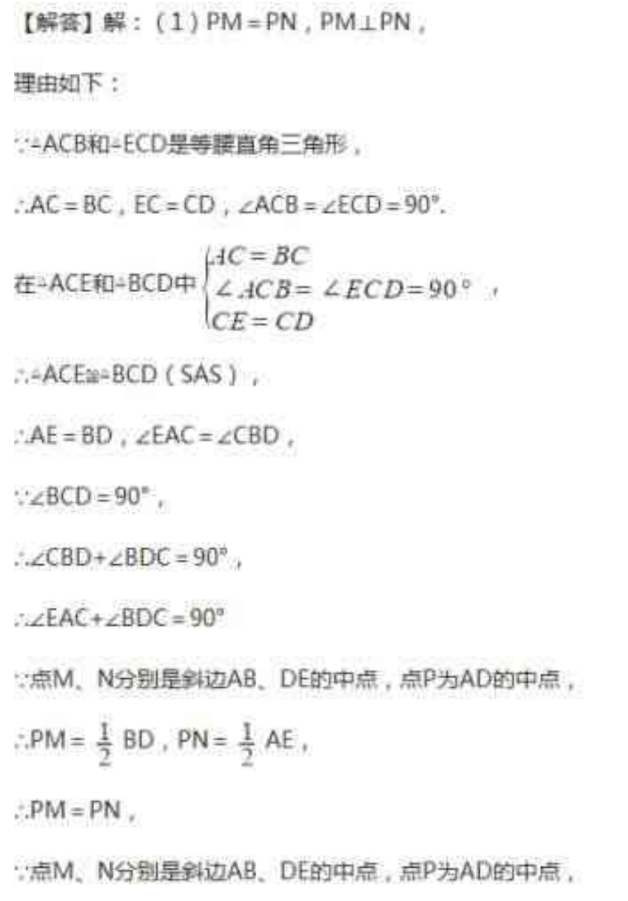 【解答】解：（1）PM=PN，PM⊥PN，
理由如下：
∵△ACB和△ECD是等腰直角三角形，
∴AC=BC，EC=CD，∠ACB=∠ECD=90°.
在△ACE和△BCD中{AC=BC
∠ACB=∠ECD=90°，
CE=CD
∴△ACE≌△BCD（SAS），
∴AE=BD，∠EAC=∠CBD，
∵∠BCD=90°，
∴∠CBD+∠BDC=90°，
∴∠EAC+∠BDC=90°
∵点M、N分别是斜边AB、DE的中点，点P为AD的中点，
∴PM=1/2 BD，PN=1/2 AE，
∴PM=PN，
∵点M、N分别是斜边AB、DE的中点，点P为AD的中点，